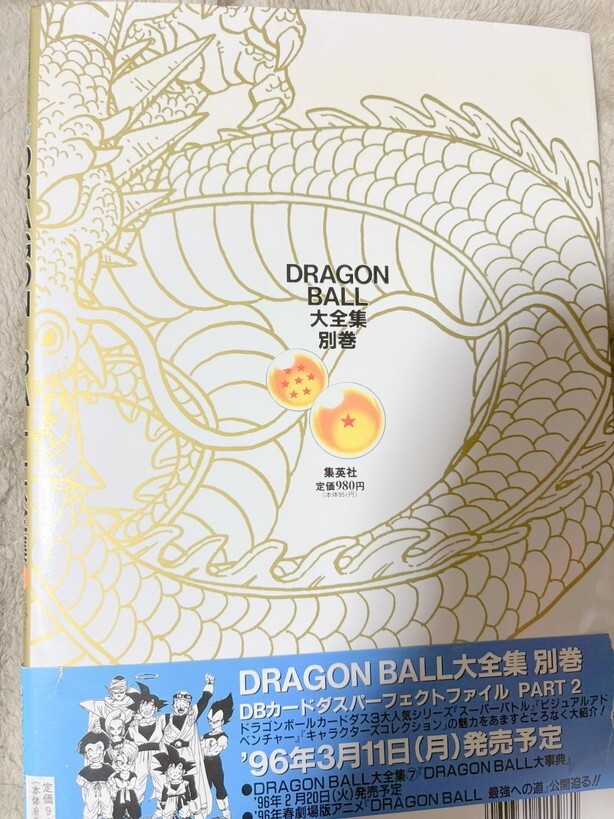 DRAGON
BALL
大全集
別巻
集英社
定価980円
(本体951円)
DRAGON BALL大全集 別巻
DBカードダスパーフェクトファイル PART 2
ドラゴンボールカードダス3大人気シリーズ『スーパーバトル』『ビジュアルアド
ベンチャー』『キャラクターズコレクション』の魅力をあますところなく大紹介!
'96年3月11日(月)発売予定
●DRAGON BALL大全集⑦『DRAGON BALL大事典』
'96年2月20日(火)発売予定
●'96年春劇場版アニメ『DRAGON BALL 最強への道』公開迫る!!
DRAGON BALL
定価9
(本体9